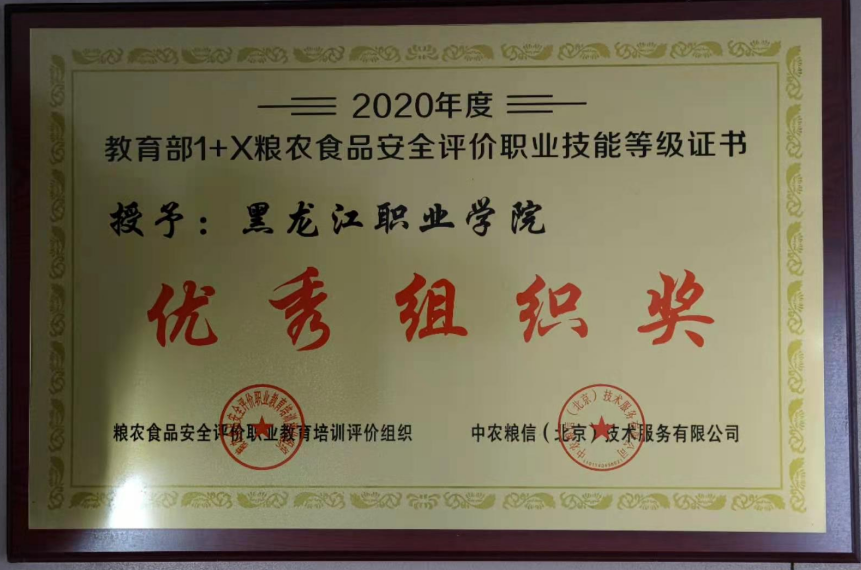 2020年度
教育部1+X粮农食品安全评价职业技能等级证书
授予：黑龙江职业学院
优秀组织奖
粮农食品安全评价职业教育培训评价组织
中农粮信（北京）技术服务有限公司